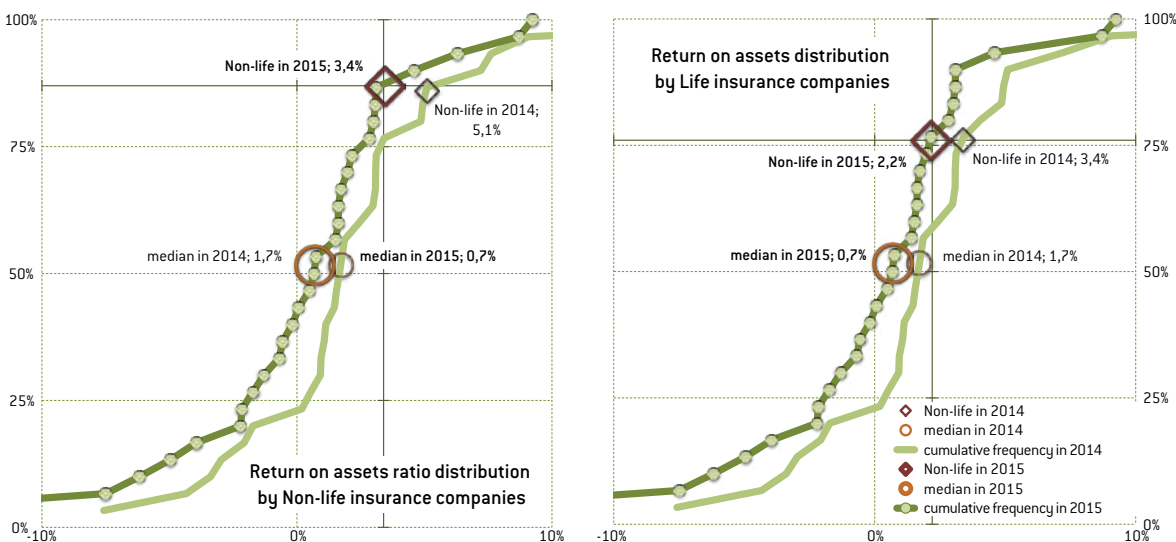 100%
75%
50%
25%
0%
-10%
0%
10%
Non-life in 2015; 3,4%
Non-life in 2014;
5,1%
median in 2014; 1,7%
median in 2015; 0,7%
Return on assets ratio distribution
by Non-life insurance companies
Return on assets distribution
by Life insurance companies
Non-life in 2015; 2,2%
Non-life in 2014; 3,4%
median in 2015; 0,7%
median in 2014; 1,7%
Non-life in 2014
median in 2014
cumulative frequency in 2014
Non-life in 2015
median in 2015
cumulative frequency in 2015
100%
75%
50%
25%
0%
-10%
0%
10%